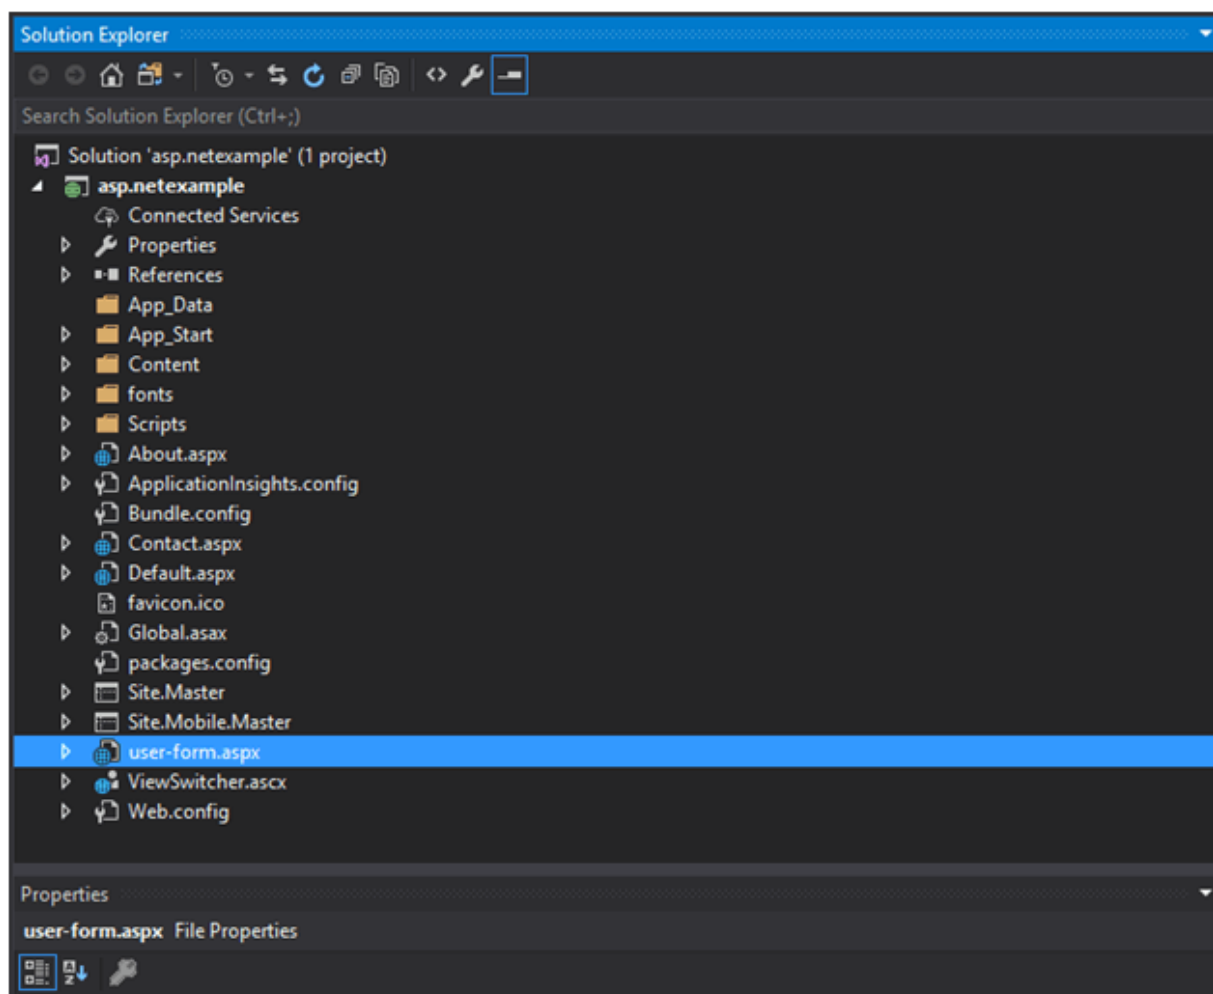 Solution Explorer
Search Solution Explorer (Ctrl+;)
Solution 'asp.netexample' (1 project)
asp.netexample
Connected Services
Properties
References
App_Data
App_Start
Content
fonts
Scripts
About.aspx
ApplicationInsights.config
Bundle.config
Contact.aspx
Default.aspx
favicon.ico
Global.asax
packages.config
Site.Master
Site.Mobile.Master
user-form.aspx
ViewSwitcher.ascx
Web.config
Properties
user-form.aspx File Properties